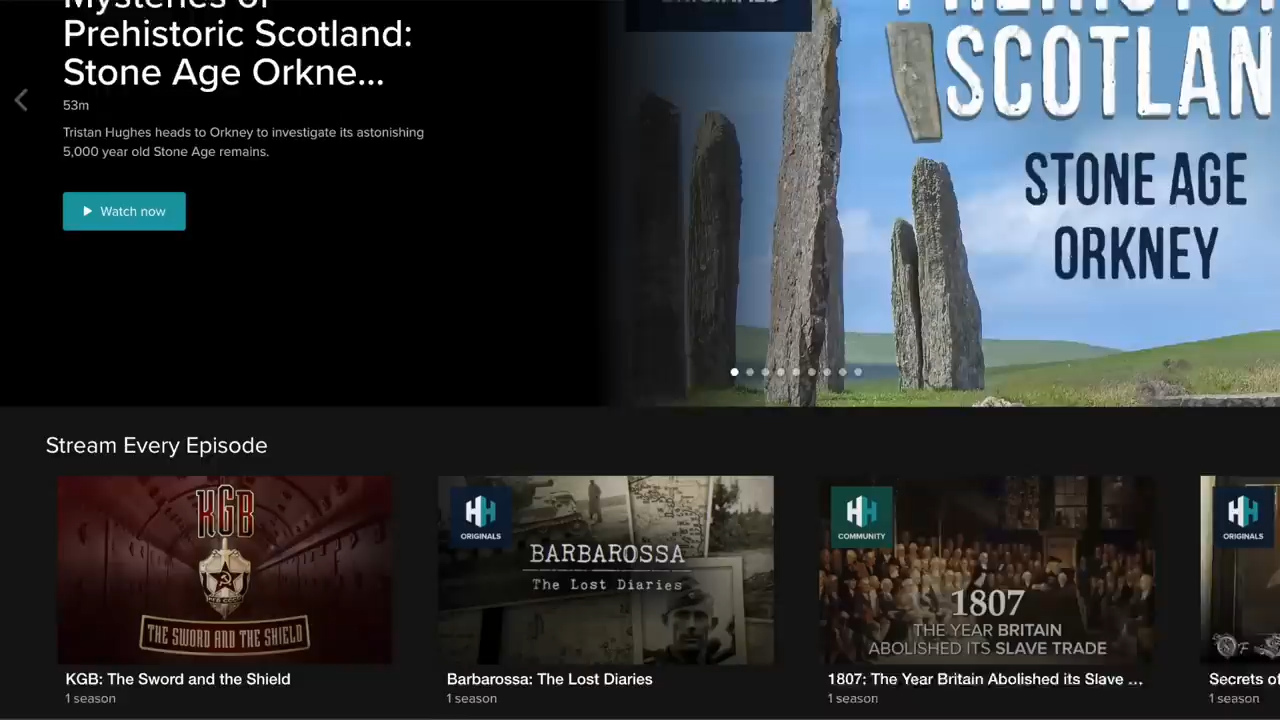 Mysteries of
Prehistoric Scotland:
Stone Age Orkne...
53m
Tristan Hughes heads to Orkney to investigate its astonishing
5,000 year old Stone Age remains.
Watch now
SCOTLAN
STONE AGE
ORKNEY
Stream Every Episode
KGB
THE SWORD AND THE SHIELD
KGB: The Sword and the Shield
1 season
ORIGINALS
BARBAROSSA
The Lost Diaries
Barbarossa: The Lost Diaries
1 season
COMMUNITY
1807
THE YEAR BRITAIN
ABOLISHED ITS SLAVE TRADE
1807: The Year Britain Abolished its Slave ...
1 season
ORIGINALS
Secrets of
1 season